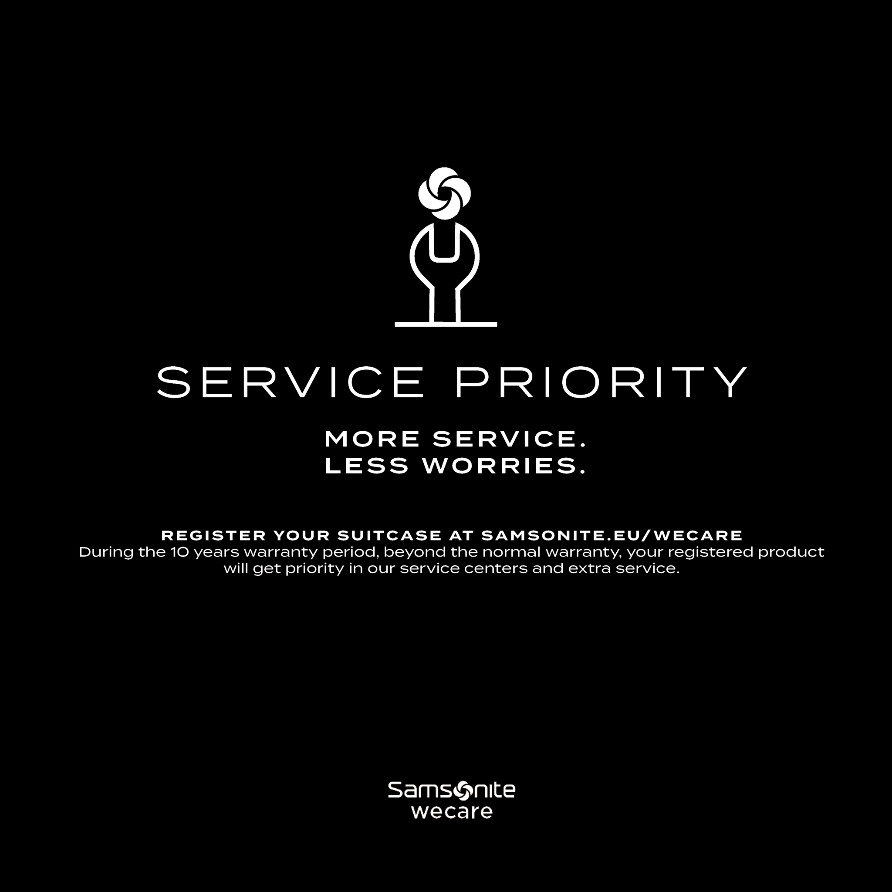 SERVICE PRIORITY
MORE SERVICE.
LESS WORRIES.
REGISTER YOUR SUITCASE AT SAMSONITE.EU/WECARE
During the 10 years warranty period, beyond the normal warranty, your registered product
will get priority in our service centers and extra service.
Samsonite
wecare